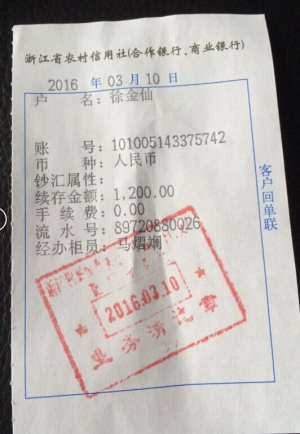 浙江省农村信用社(合作银行、商业银行)
2016 年 03 月 10 日
户 名:徐金仙
账 号:101005143375742
币 种:人民币
钞汇属性:
续存金额:1,200.00
手 续 费:0.00
流 水 号:89720880026
经办柜员:马熠斓
客户回单联
2016.03.10
业务清讫章